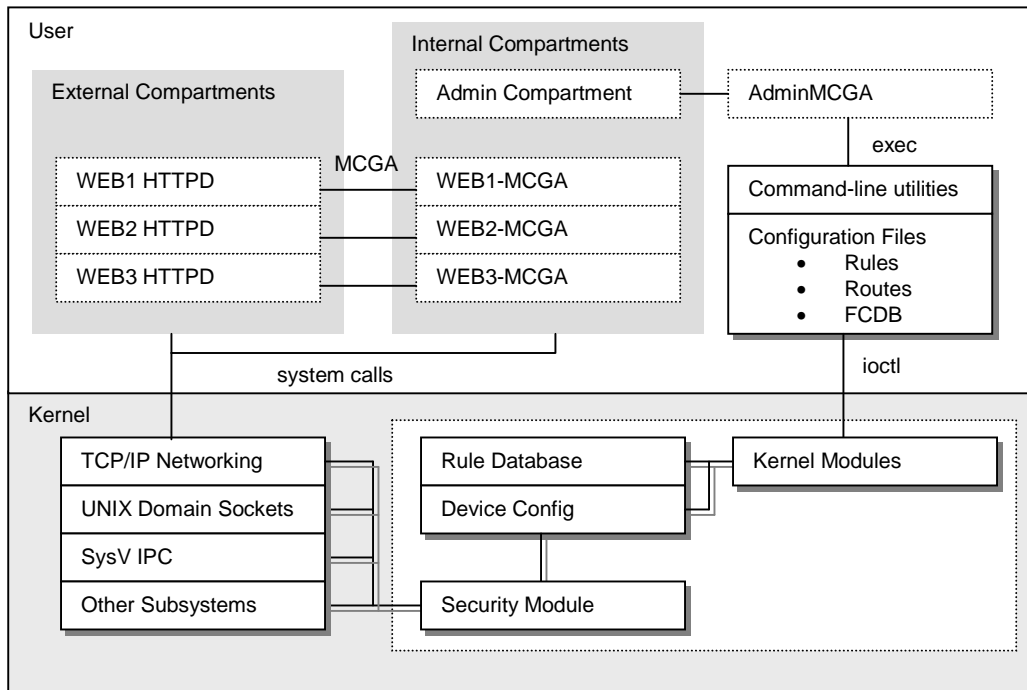 User
Internal Compartments
External Compartments
Admin Compartment
AdminMCGA
exec
MCGA
WEB1 HTTPD
WEB1-MCGA
WEB2 HTTPD
WEB2-MCGA
WEB3 HTTPD
WEB3-MCGA
Command-line utilities
Configuration Files
• Rules
• Routes
• FCDB
system calls
ioctl
Kernel
TCP/IP Networking
Rule Database
Kernel Modules
UNIX Domain Sockets
Device Config
SysV IPC
Other Subsystems
Security Module